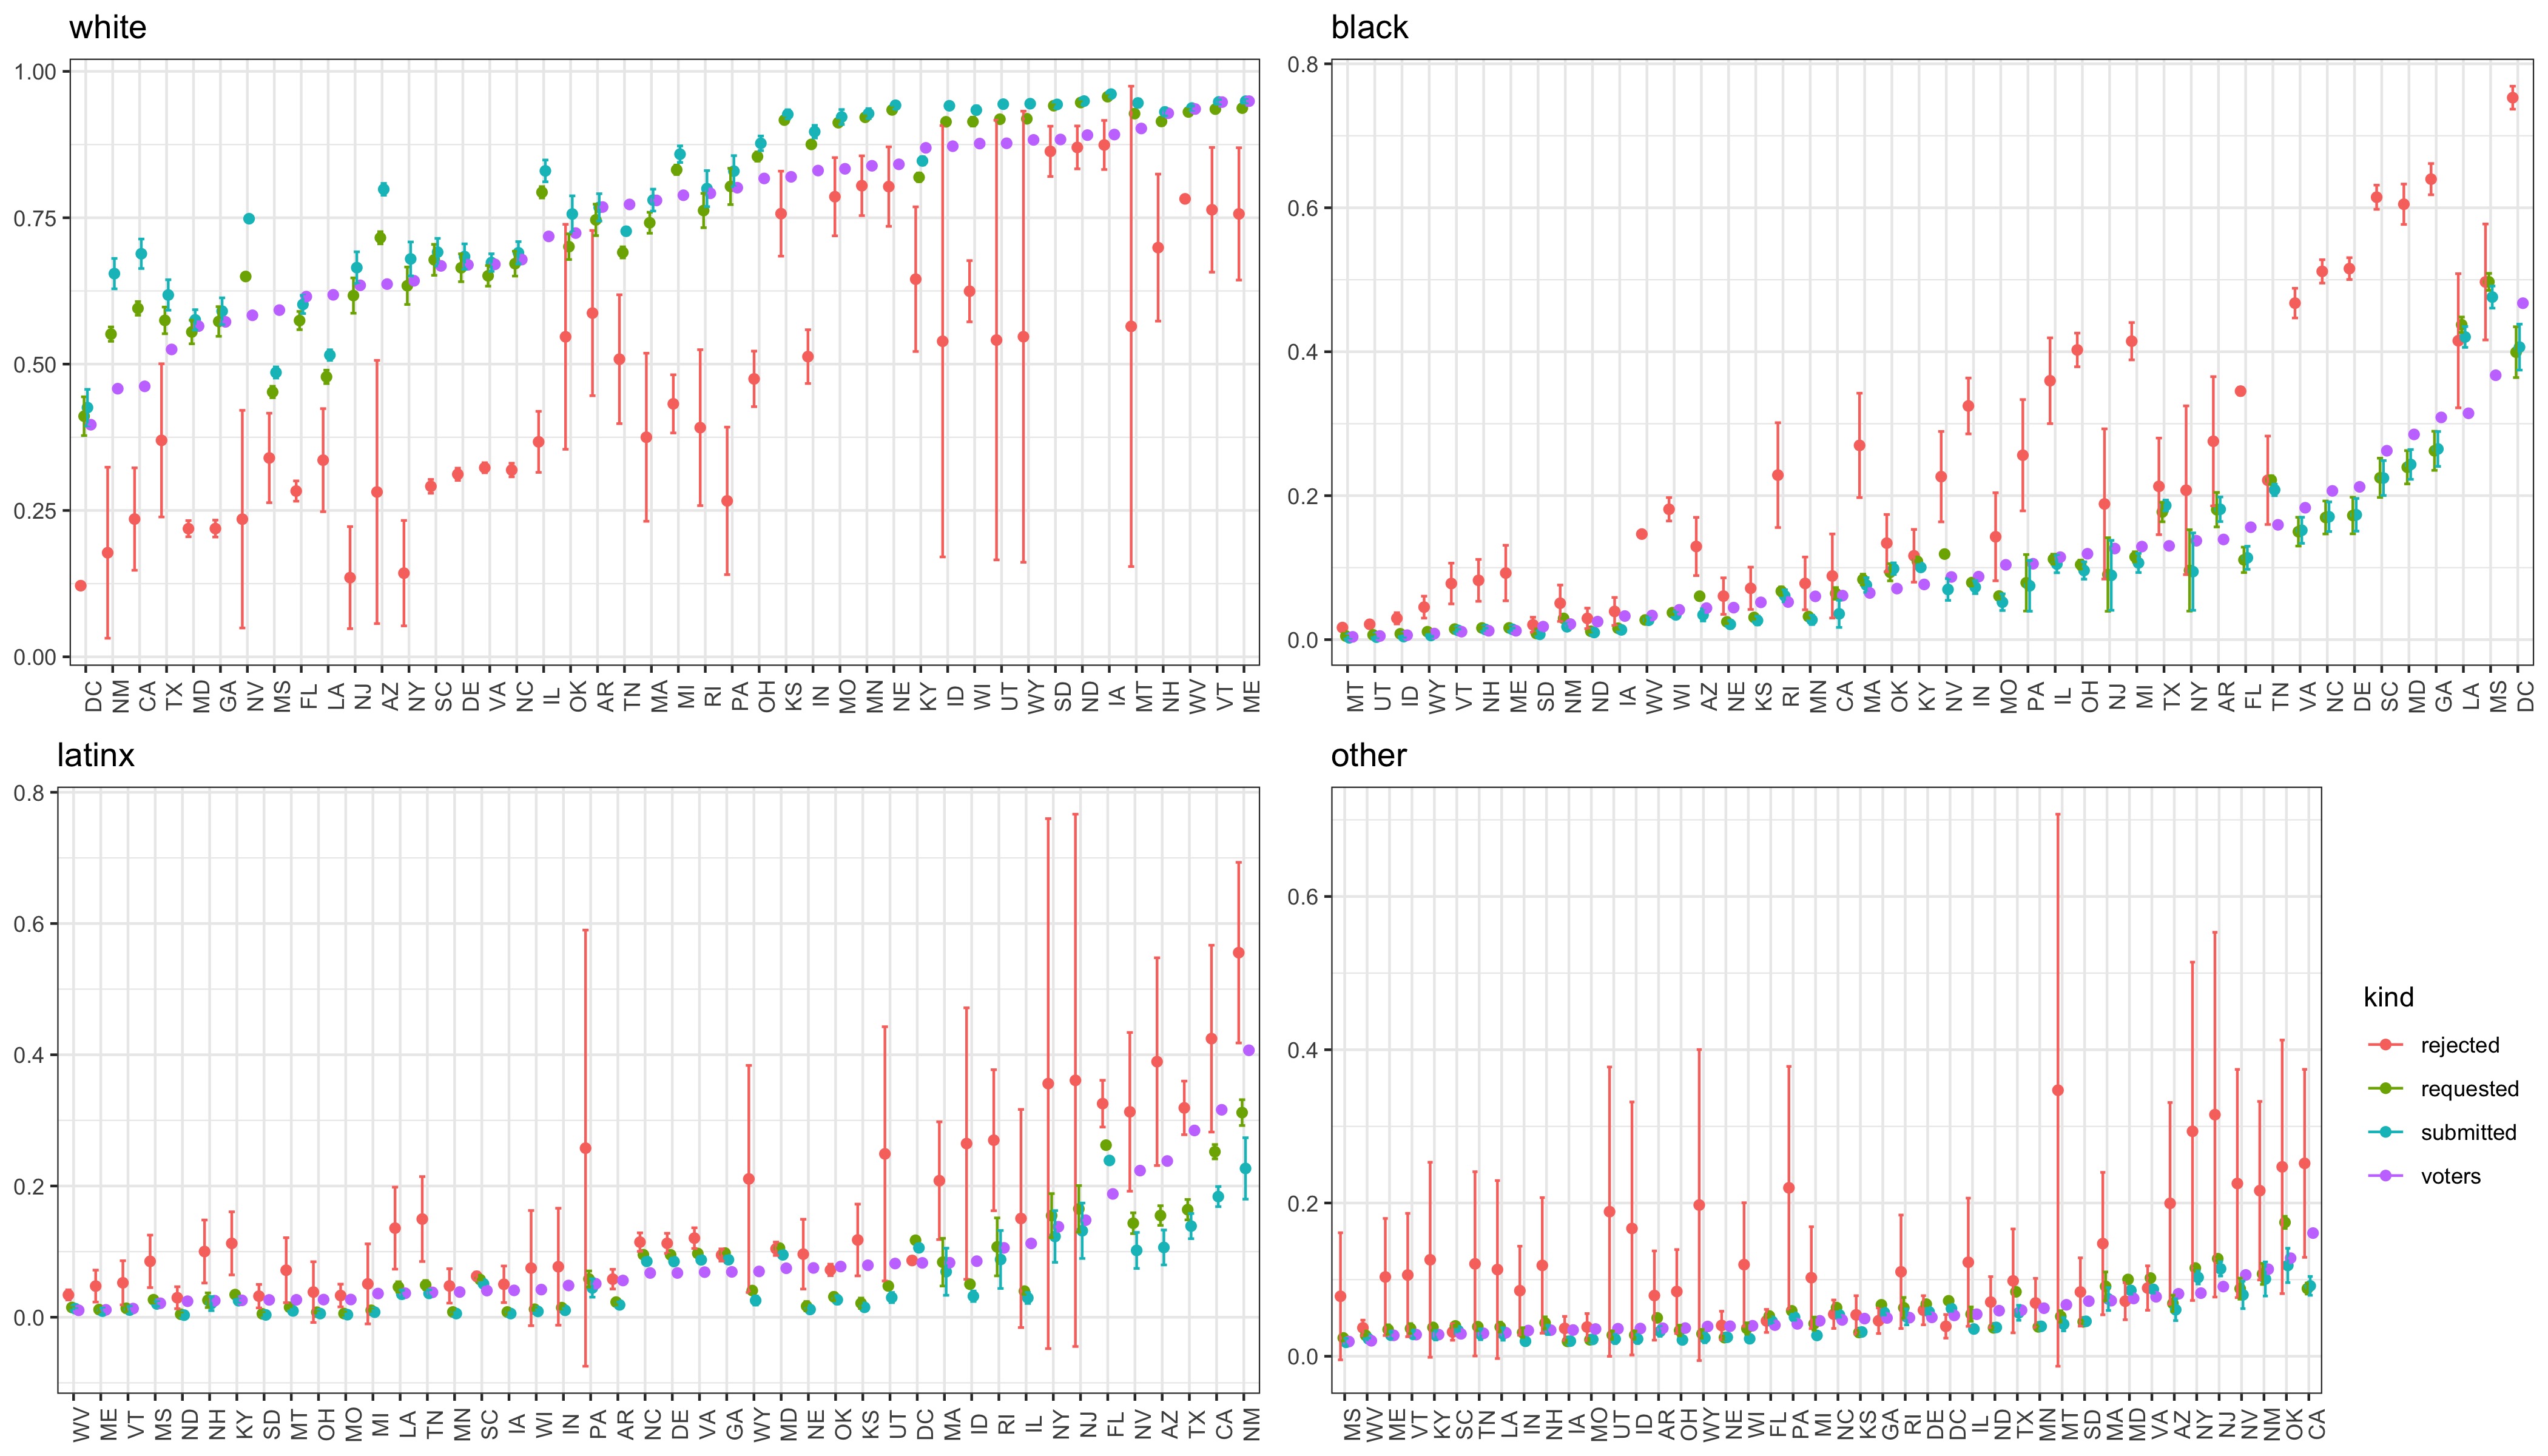 white
1.00
0.75
0.50
0.25
0.00
DC NM CA TX MD GA NV MS FL LA NJ AZ NY SC DE VA NC IL OK AR TN MA MI RI PA OH KS IN MO MN NE KY ID WI UT WY SD ND IA MT NH WV VT ME
black
0.8
0.6
0.4
0.2
0.0
MT UT ID WY VT NH ME SD NM ND IA WV WI AZ NE KS RI MN CA MA OK KY NV IN MO PA IL OH NJ MI TX NY AR FL TN VA NC DE SC MD GA LA MS DC
latinx
0.8
0.6
0.4
0.2
0.0
WV ME VT MS ND NH KY SD MT OH MO MI LA TN MN SC IA WI IN PA AR NC DE VA GA WY MD NE OK KS UT DC MA ID RI IL NY NJ FL NV AZ TX CA NM
other
0.6
0.4
0.2
0.0
MS WV ME VT KY SC TN LA IN NH IA MO UT ID AR OH WY NE WI FL PA MI NC KS GA RI DE DC IL ND TX MN MT SD MA MD VA AZ NY NJ NV NM OK CA
kind
rejected
requested
submitted
voters